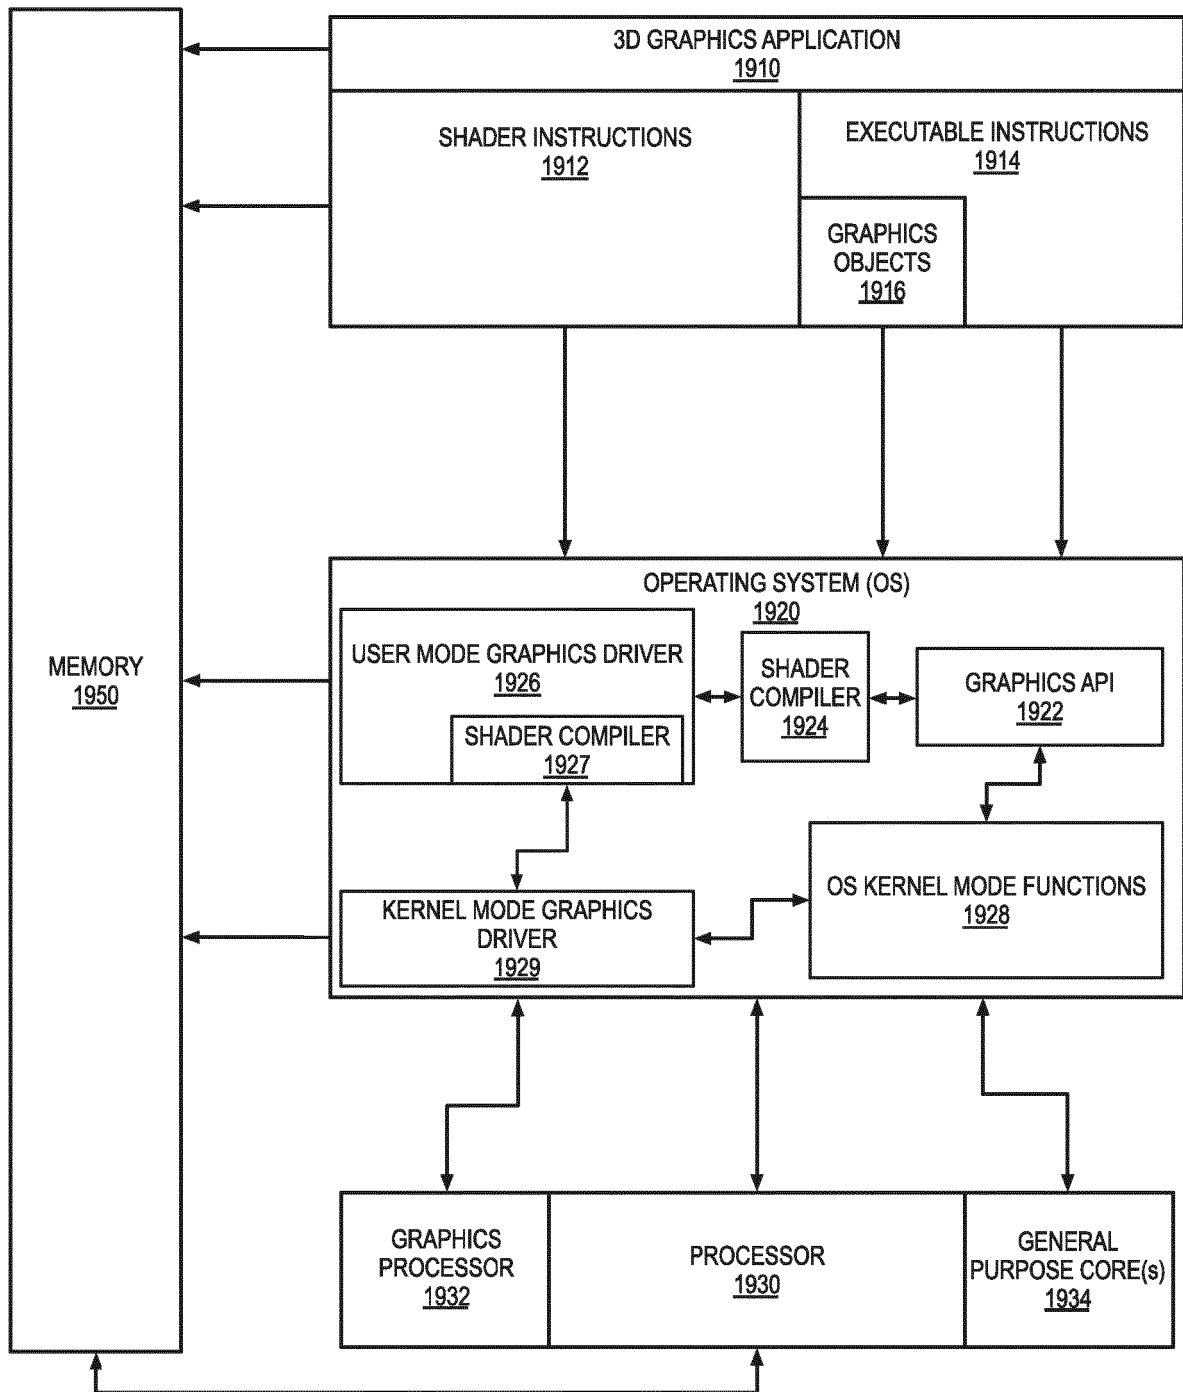 3D GRAPHICS APPLICATION
1910
SHADER INSTRUCTIONS
1912
EXECUTABLE INSTRUCTIONS
1914
GRAPHICS
OBJECTS
1916
MEMORY
1950
OPERATING SYSTEM (OS)
1920
USER MODE GRAPHICS DRIVER
1926
SHADER COMPILER
1927
SHADER
COMPILER
1924
GRAPHICS API
1922
KERNEL MODE GRAPHICS
DRIVER
1929
OS KERNEL MODE FUNCTIONS
1928
GRAPHICS
PROCESSOR
1932
PROCESSOR
1930
GENERAL
PURPOSE CORE(s)
1934